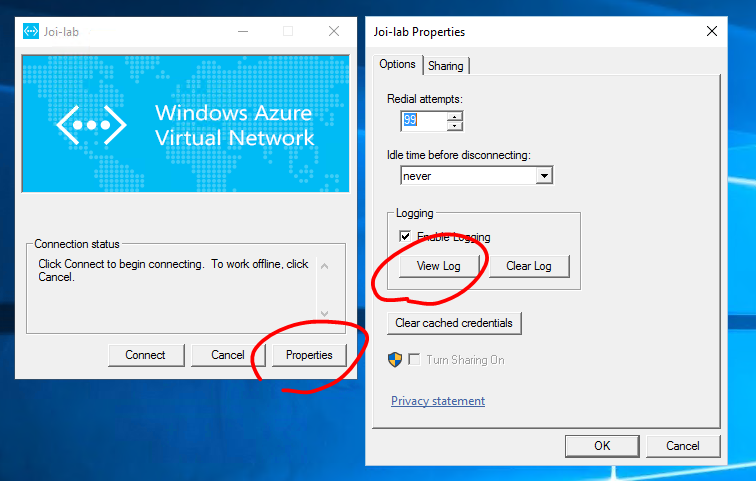 Joi-lab
Windows Azure
Virtual Network
Connection status
Click Connect to begin connecting. To work offline, click
Cancel.
Connect
Cancel
Properties
Joi-lab Properties
Options
Sharing
Redial attempts:
99
Idle time before disconnecting:
never
Logging
Enable Logging
View Log
Clear Log
Clear cached credentials
Turn Sharing On
Privacy statement
OK
Cancel